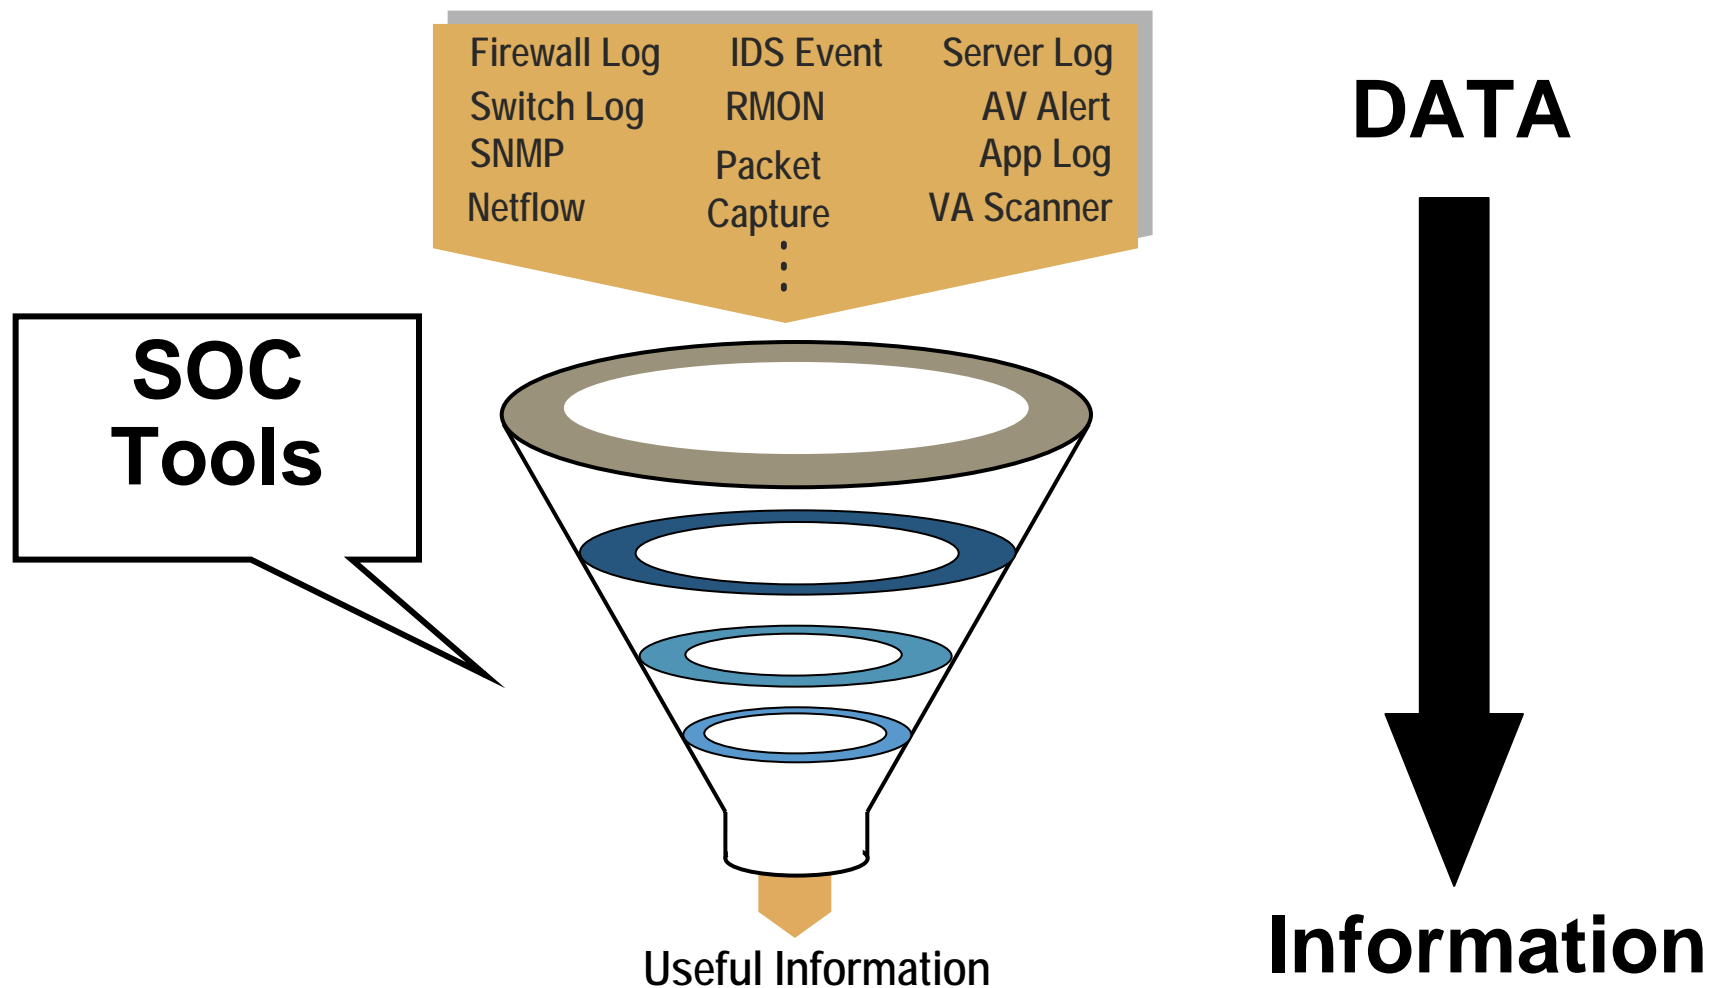 Firewall Log IDS Event Server Log
Switch Log RMON AV Alert
SNMP Packet App Log
Netflow Capture VA Scanner
DATA
SOC
Tools
Useful Information
Information